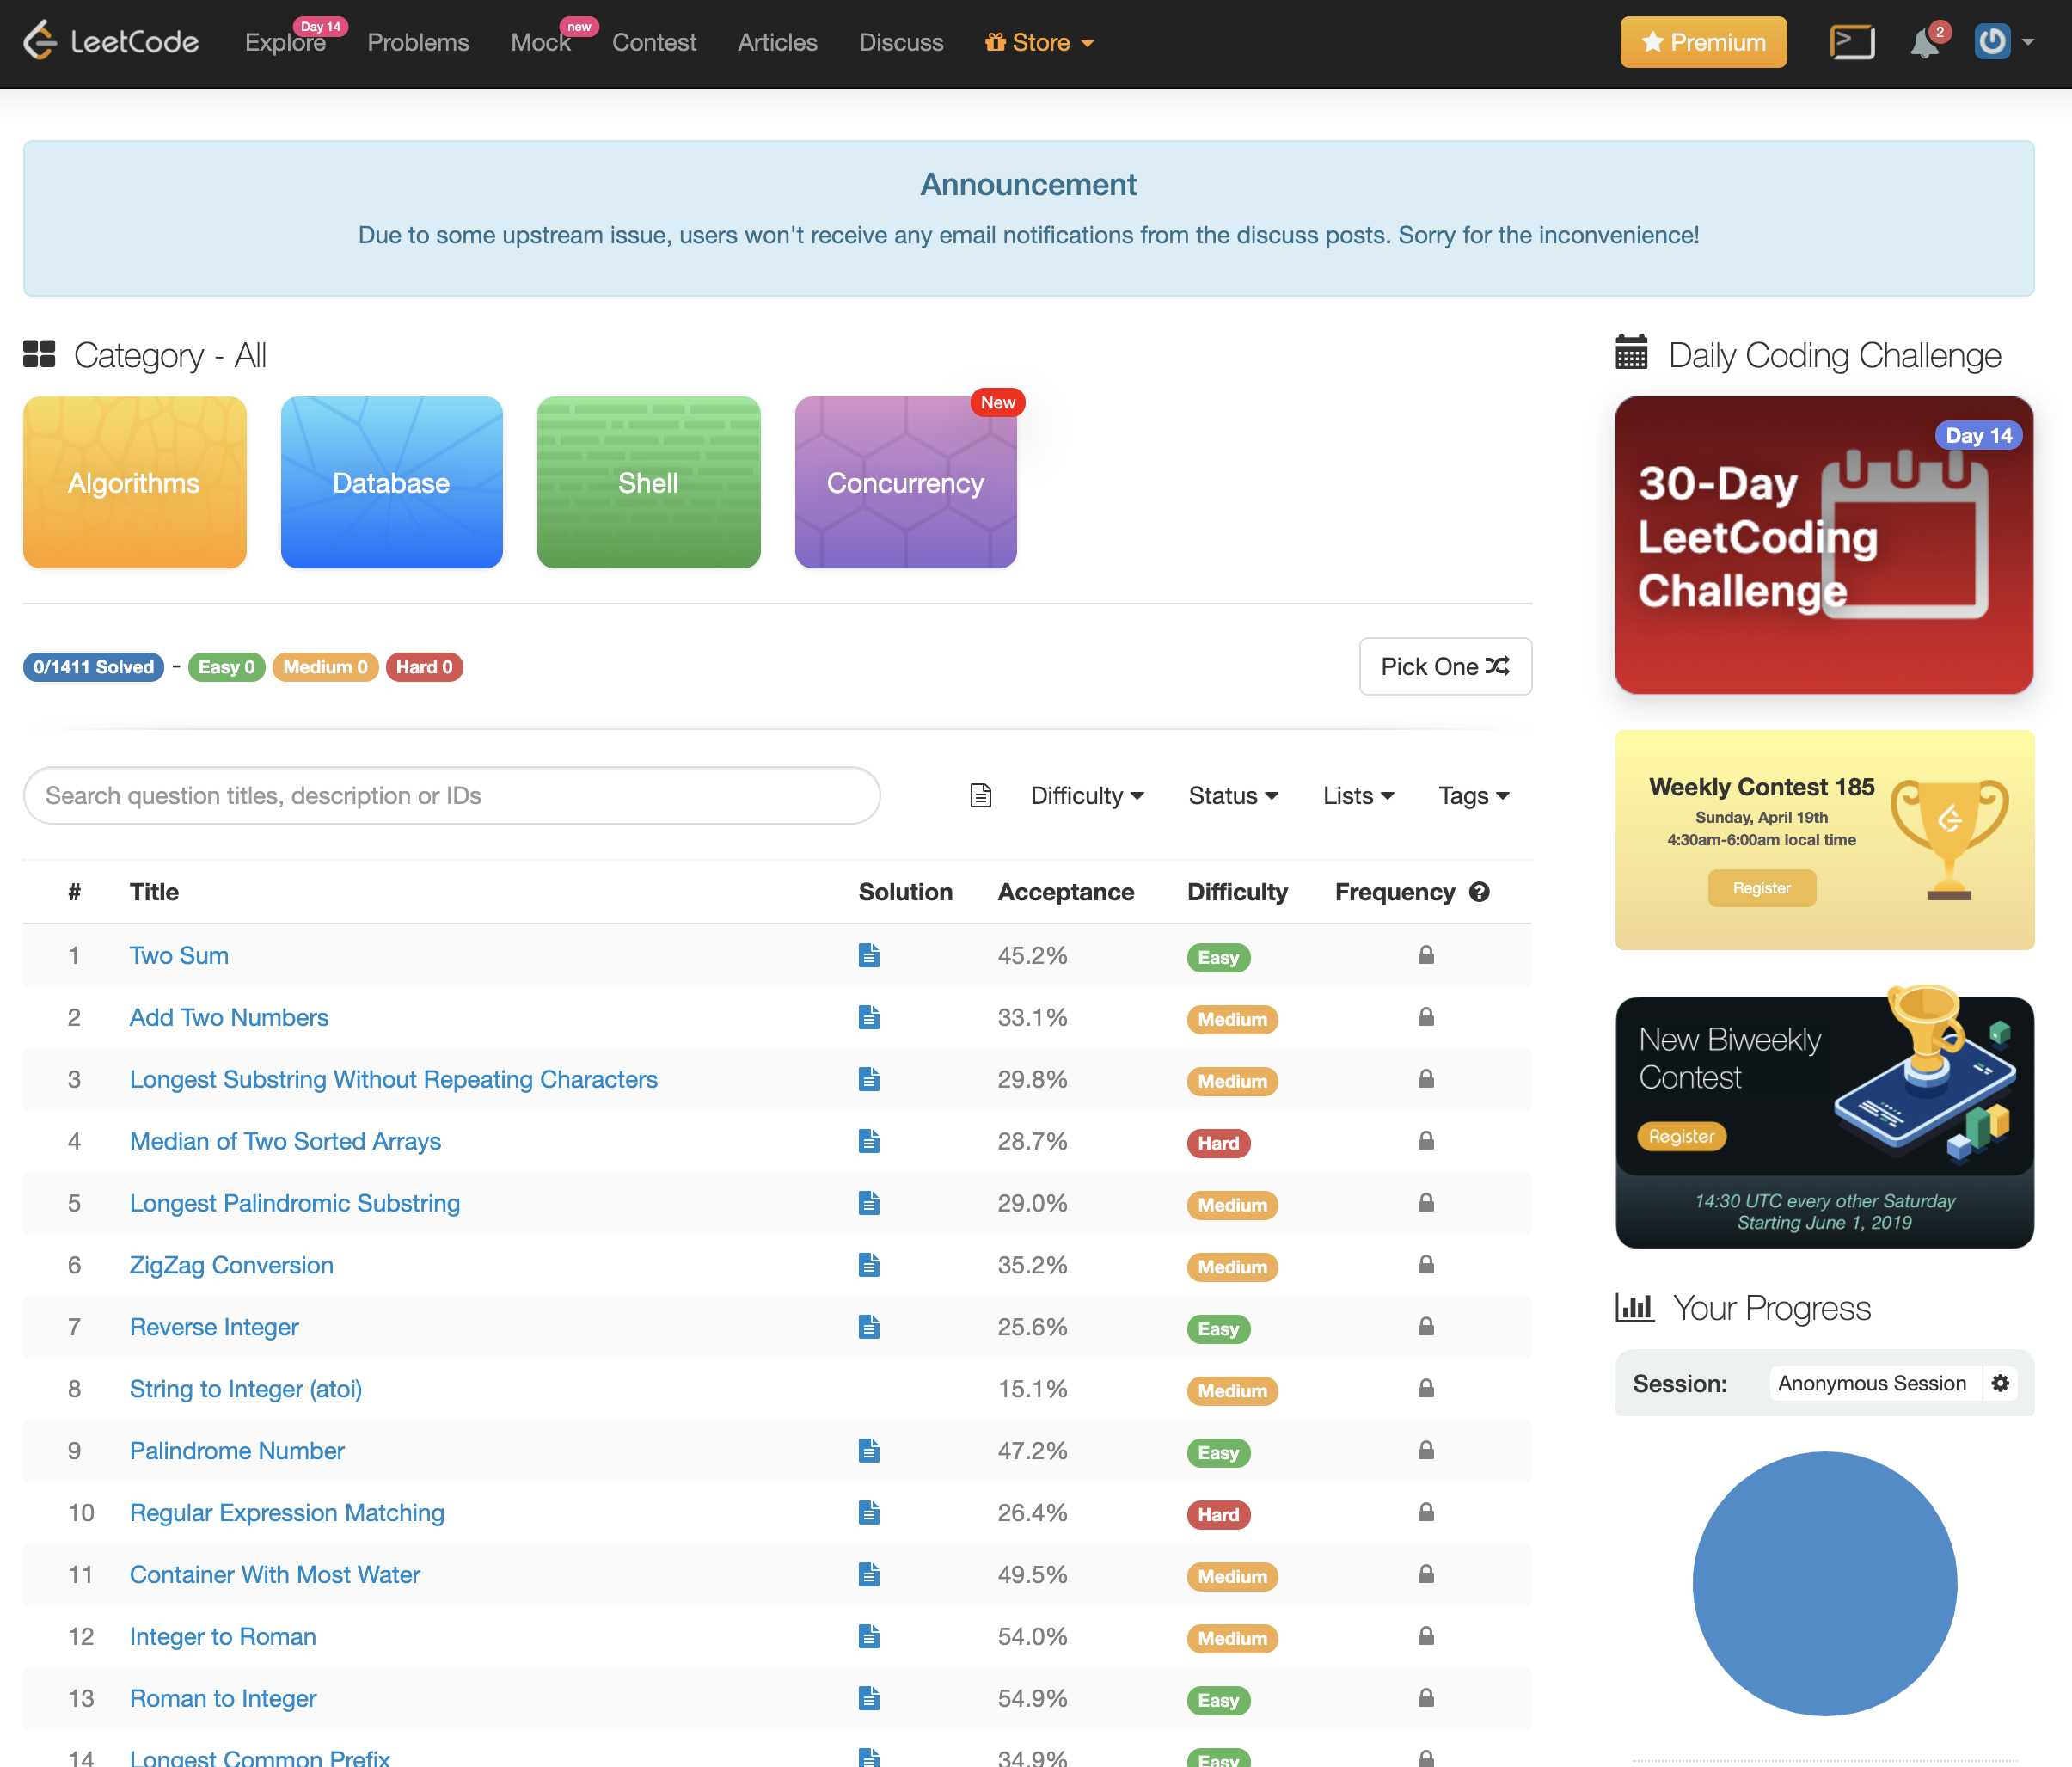 LeetCode Explore Day 14 Problems Mock new Contest Articles Discuss Store Premium 2
Announcement
Due to some upstream issue, users won't receive any email notifications from the discuss posts. Sorry for the inconvenience!
Category - All
Algorithms
Database
Shell
Concurrency
New
0/1411 Solved - Easy 0 Medium 0 Hard 0
Pick One
Search question titles, description or IDs
Difficulty Status Lists Tags
# Title Solution Acceptance Difficulty Frequency ?
1 Two Sum 45.2% Easy
2 Add Two Numbers 33.1% Medium
3 Longest Substring Without Repeating Characters 29.8% Medium
4 Median of Two Sorted Arrays 28.7% Hard
5 Longest Palindromic Substring 29.0% Medium
6 ZigZag Conversion 35.2% Medium
7 Reverse Integer 25.6% Easy
8 String to Integer (atoi) 15.1% Medium
9 Palindrome Number 47.2% Easy
10 Regular Expression Matching 26.4% Hard
11 Container With Most Water 49.5% Medium
12 Integer to Roman 54.0% Medium
13 Roman to Integer 54.9% Easy
14 Longest Common Prefix 34.9% Easy
Daily Coding Challenge
Day 14
30-Day
LeetCoding
Challenge
Weekly Contest 185
Sunday, April 19th
4:30am-6:00am local time
Register
New Biweekly
Contest
Register
14:30 UTC every other Saturday
Starting June 1, 2019
Your Progress
Session: Anonymous Session